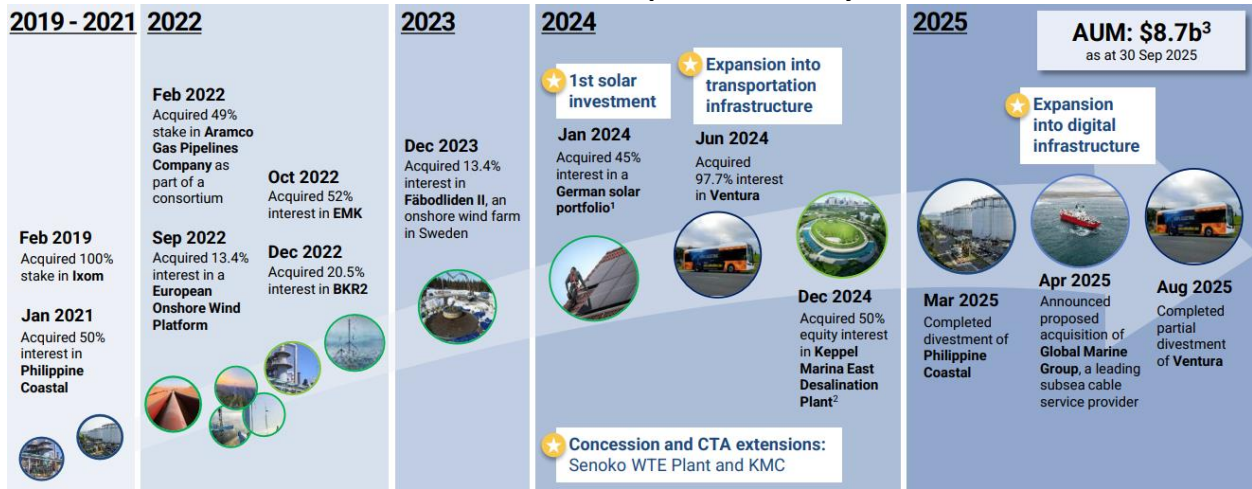 2019 - 2021
Feb 2019
Acquired 100%
stake in Ixom
Jan 2021
Acquired 50%
interest in
Philippine
Coastal
2022
Feb 2022
Acquired 49%
stake in Aramco
Gas Pipelines
Company as
part of a
consortium
Sep 2022
Acquired 13.4%
interest in a
European
Onshore Wind
Platform
Oct 2022
Acquired 52%
interest in EMK
Dec 2022
Acquired 20.5%
interest in BKR2
2023
Dec 2023
Acquired 13.4%
interest in
Fäbodliden II, an
onshore wind farm
in Sweden
2024
1st solar
investment
Jan 2024
Acquired 45%
interest in a
German solar
portfolio¹
Expansion into
transportation
infrastructure
Jun 2024
Acquired
97.7% interest
in Ventura
Dec 2024
Acquired 50%
equity interest
in Keppel
Marina East
Desalination
Plant²
Concession and CTA extensions:
Senoko WTE Plant and KMC
2025
AUM: $8.7b³
as at 30 Sep 2025
Expansion
into digital
infrastructure
Mar 2025
Completed
divestment of
Philippine
Coastal
Apr 2025
Announced
proposed
acquisition of
Global Marine
Group, a leading
subsea cable
service provider
Aug 2025
Completed
partial
divestment
of Ventura